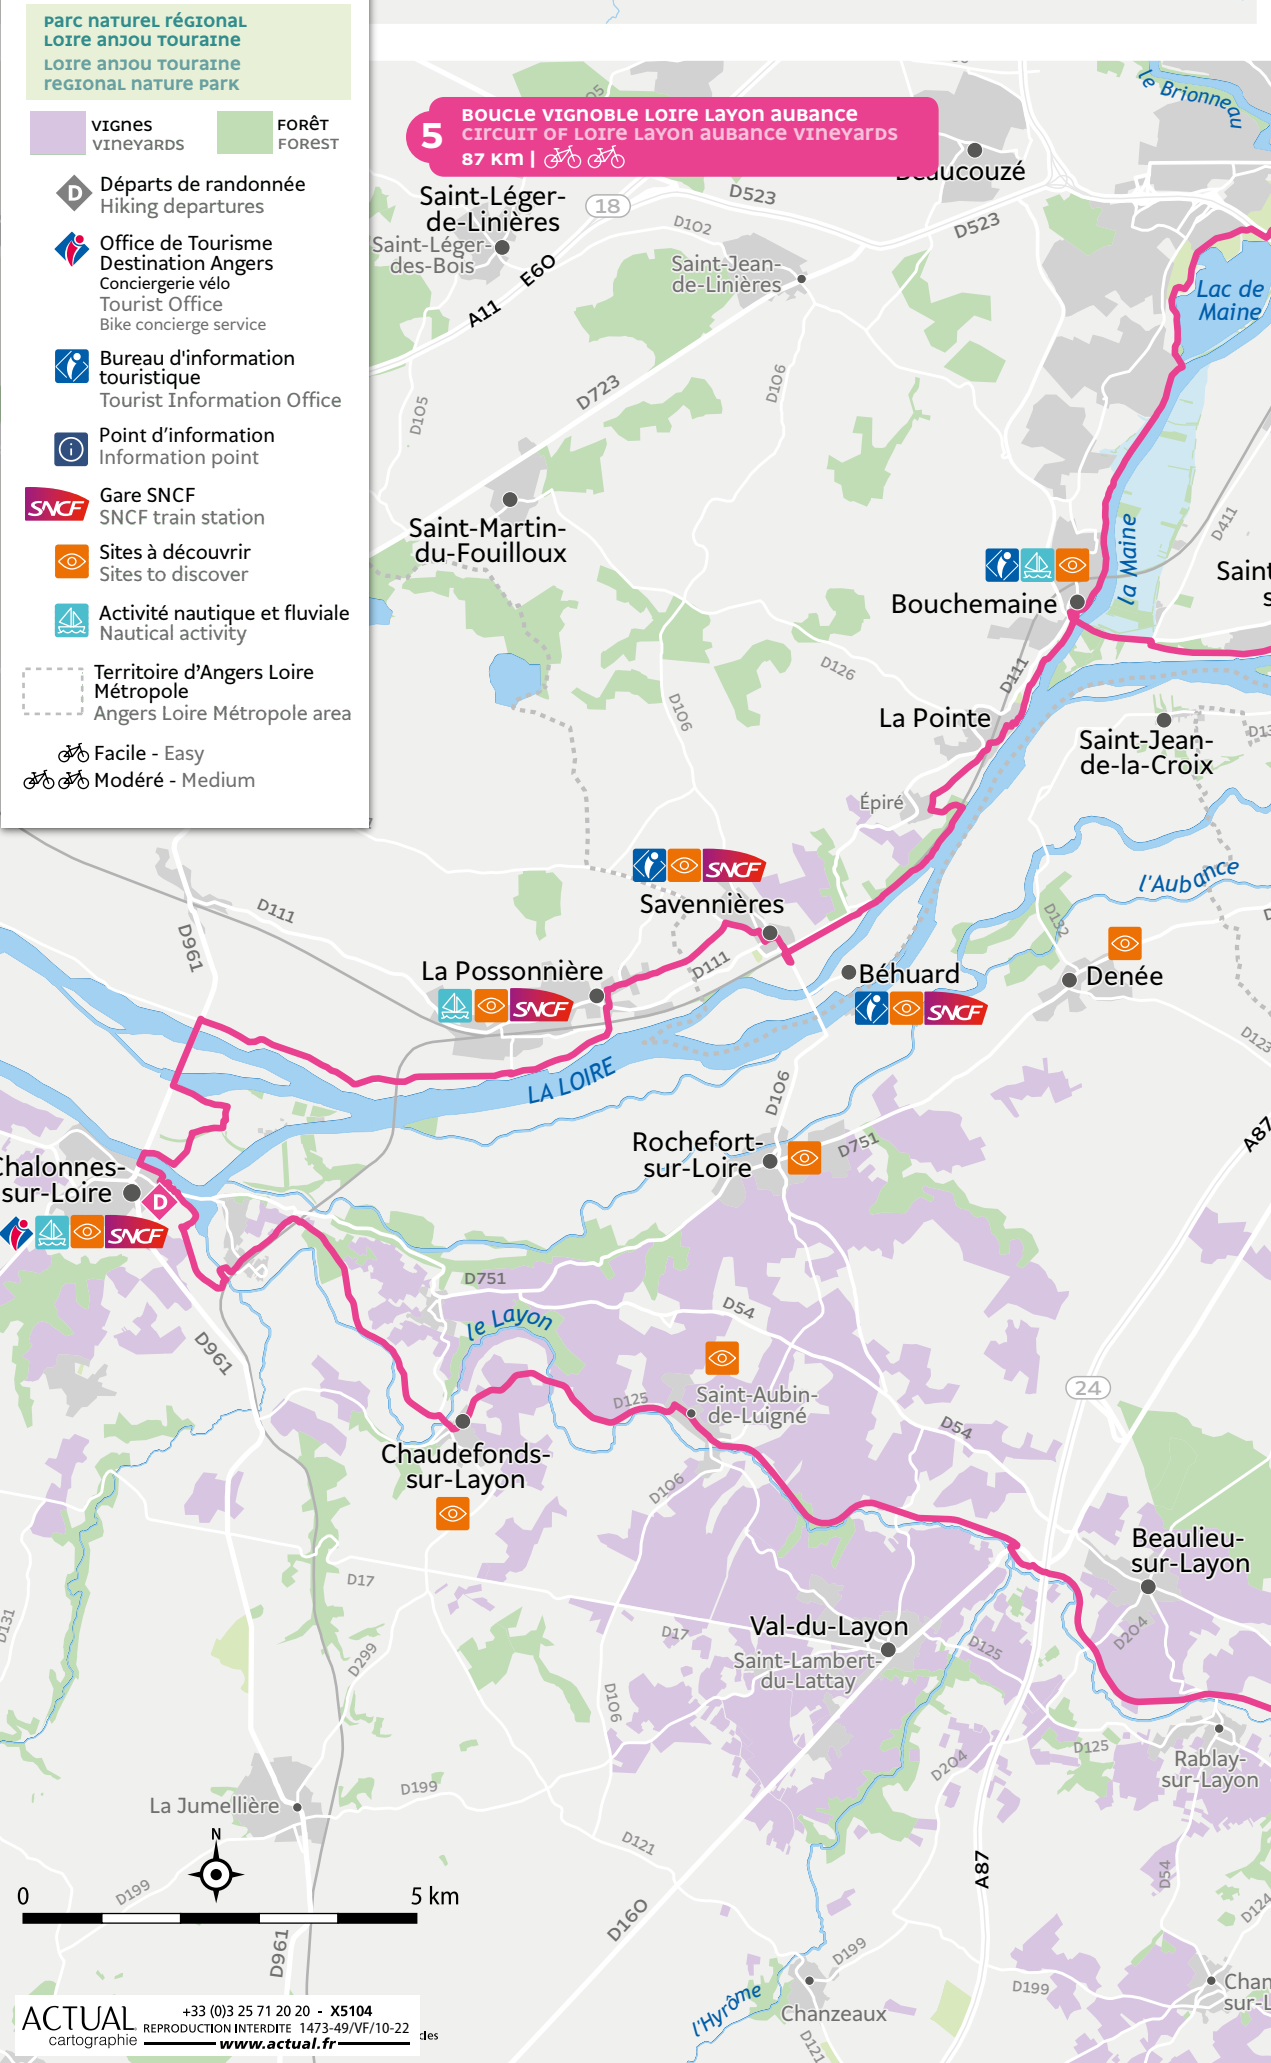 Parc naturel régional
Loire Anjou Touraine
Loire Anjou Touraine
regional nature park
Vignes
Vineyards
Forêt
Forest
D
Départs de randonnée
Hiking departures
Office de Tourisme
Destination Angers
Conciergerie vélo
Tourist Office
Bike concierge service
Bureau d'information
touristique
Tourist Information Office
Point d'information
Information point
SNCF
Gare SNCF
SNCF train station
Sites à découvrir
Sites to discover
Activité nautique et fluviale
Nautical activity
Territoire d'Angers Loire
Métropole
Angers Loire Métropole area
Facile - Easy
Modéré - Medium
5
Boucle Vignoble Loire Layon Aubance
Circuit of Loire Layon Aubance Vineyards
87 km |
le Brionneau
Beaucouzé
Saint-Léger-
de-Linières
18
D523
D102
D523
Saint-Léger-
des-Bois
Saint-Jean-
de-Linières
E60
A11
Lac de
Maine
D723
D106
D105
Saint-Martin-
du-Fouilloux
la Maine
D411
Saint
Bouchemaine
D126
D111
D106
La Pointe
Saint-Jean-
de-la-Croix
Épiré
l'Aubance
SNCF
Savennières
D111
D961
D132
D111
La Possonnière
SNCF
Béhuard
SNCF
Denée
D123
LA LOIRE
D106
Rochefort-
sur-Loire
D751
A87
Chalonnes-
sur-Loire
D
SNCF
D751
le Layon
D54
D961
24
Saint-Aubin-
de-Luigné
D125
D54
Chaudefonds-
sur-Layon
D106
Beaulieu-
sur-Layon
D17
D131
D17
Val-du-Layon
Saint-Lambert-
du-Lattay
D125
D204
D299
D106
D125
D204
Rablay-
sur-Layon
D199
La Jumellière
N
D121
A87
D54
D199
0
5 km
D160
D124
D961
D199
D199
Chanzeaux
l'Hyrôme
D121
ACTUAL
cartographie
+33 (0)3 25 71 20 20 - X5104
REPRODUCTION INTERDITE 1473-49/VF/10-22
www.actual.fr